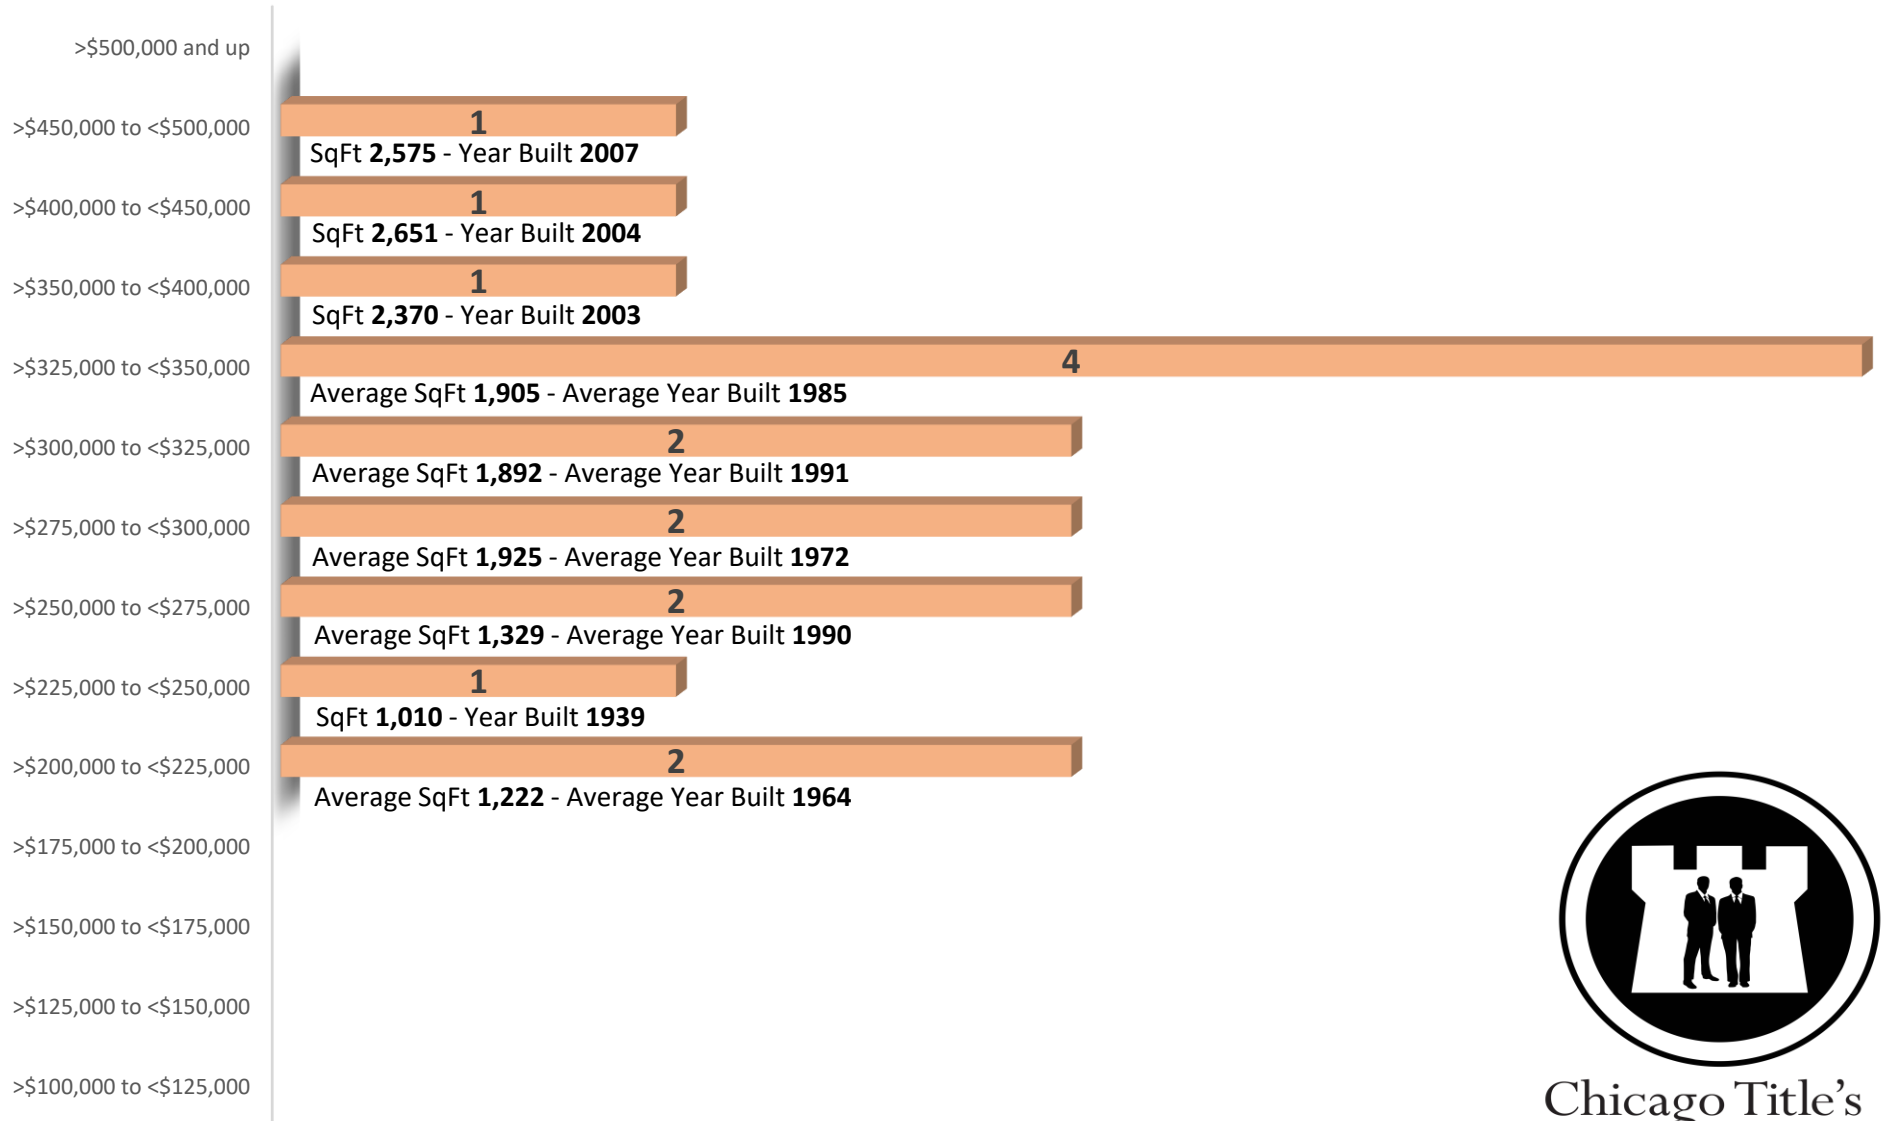 >$500,000 and up
>$450,000 to <$500,000
1
SqFt 2,575 - Year Built 2007
>$400,000 to <$450,000
1
SqFt 2,651 - Year Built 2004
>$350,000 to <$400,000
1
SqFt 2,370 - Year Built 2003
>$325,000 to <$350,000
4
Average SqFt 1,905 - Average Year Built 1985
>$300,000 to <$325,000
2
Average SqFt 1,892 - Average Year Built 1991
>$275,000 to <$300,000
2
Average SqFt 1,925 - Average Year Built 1972
>$250,000 to <$275,000
2
Average SqFt 1,329 - Average Year Built 1990
>$225,000 to <$250,000
1
SqFt 1,010 - Year Built 1939
>$200,000 to <$225,000
2
Average SqFt 1,222 - Average Year Built 1964
>$175,000 to <$200,000
>$150,000 to <$175,000
>$125,000 to <$150,000
>$100,000 to <$125,000
Chicago Title's